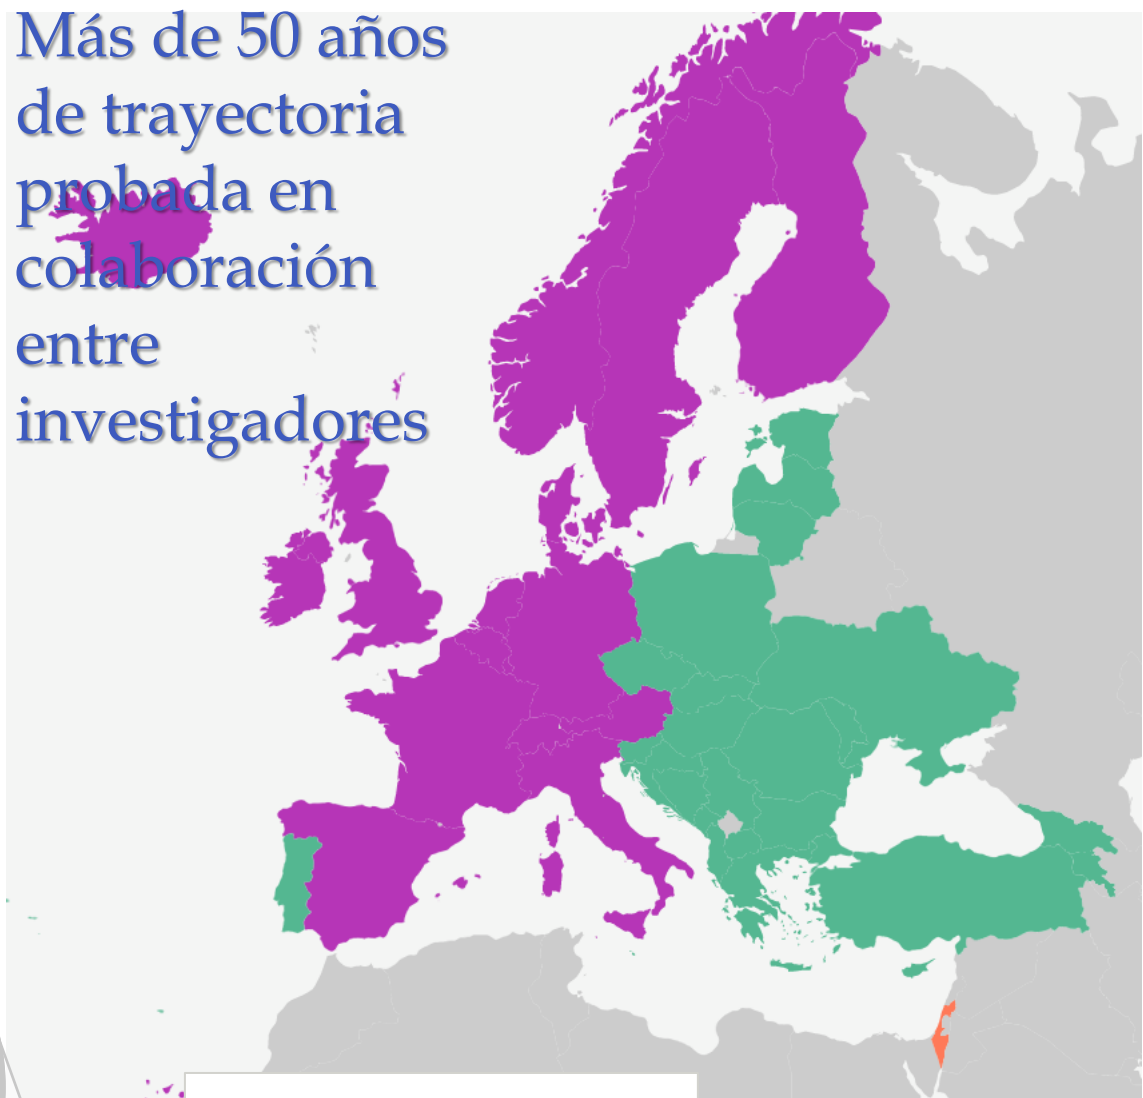 Más de 50 años
de trayectoria
probada en
colaboración
entre
investigadores